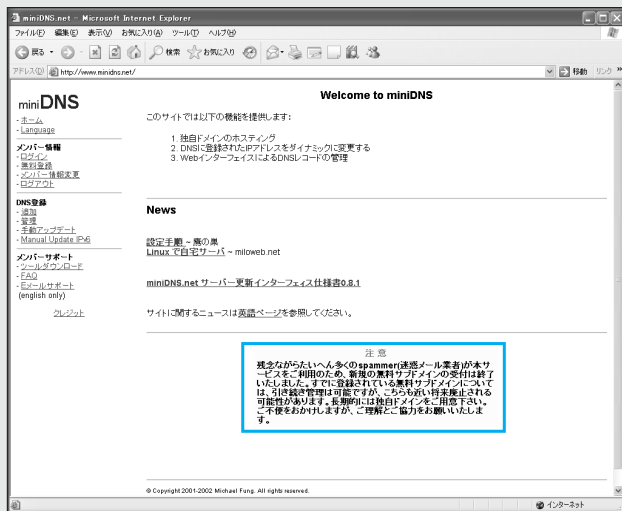 miniDNS.net - Microsoft Internet Explorer
ファイル(F) 編集(E) 表示(V) お気に入り(A) ツール(T) ヘルプ(H)
戻る 検索 お気に入り
アドレス(D) http://www.minidns.net/ 移動 リンク »
miniDNS
- ホーム
- Language
メンバー情報
- ログイン
- 無料登録
- メンバー情報変更
- ログアウト
DNS登録
- 追加
- 管理
- 手動アップデート
- Manual Update IPv6
メンバーサポート
- ツールダウンロード
- FAQ
- Eメールサポート
(english only)
クレジット
Welcome to miniDNS
このサイトでは以下の機能を提供します:
1. 独自ドメインのホスティング
2. DNSに登録されたIPアドレスをダイナミックに変更する
3. WebインターフェイスによるDNSレコードの管理
News
設定手順 ~ 鷹の巣
Linux で自宅サーバ ~ miloweb.net
miniDNS.net サーバー更新インターフェイス仕様書0.8.1
サイトに関するニュースは英語ページを参照してください。
注 意
残念ながらたいへん多くのspammer(迷惑メール業者)が本サ
ービスをご利用のため、新規の無料サブドメインの受付は終了
いたしました。すでに登録されている無料サブドメインについて
は、引き続き管理は可能ですが、こちらも近い将来廃止される
可能性があります。長期的には独自ドメインをご用意下さい。
ご不便をおかけしますが、ご理解とご協力をお願いいたしま
す。
© Copyright 2001-2002 Michael Fung. All rights reserved.
インターネット